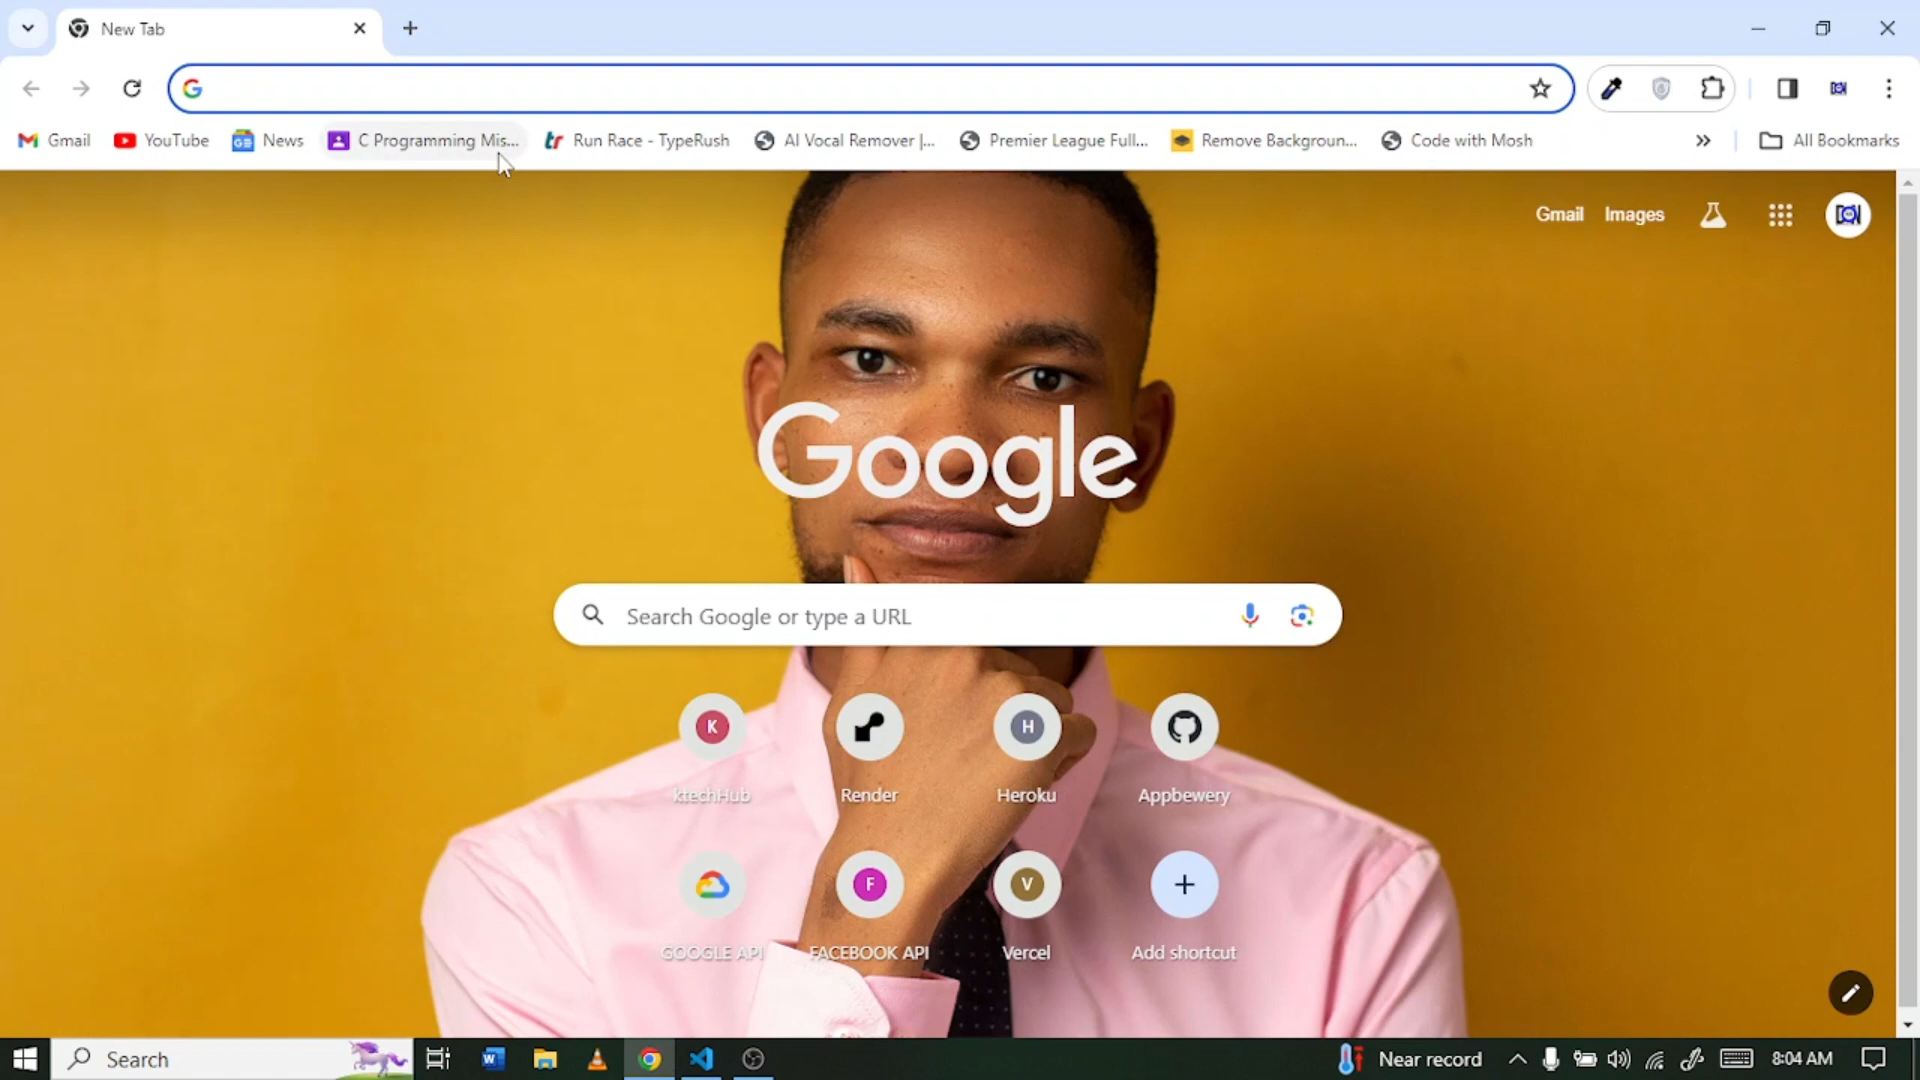 New Tab
Gmail YouTube News C Programming Mis... Run Race - TypeRush AI Vocal Remover |... Premier League Full... Remove Backgroun... Code with Mosh All Bookmarks
Gmail Images
Google
Search Google or type a URL
K H
ktechHub Render Heroku Appbewery
F V
GOOGLE API FACEBOOK API Vercel Add shortcut
Search Near record 8:04 AM